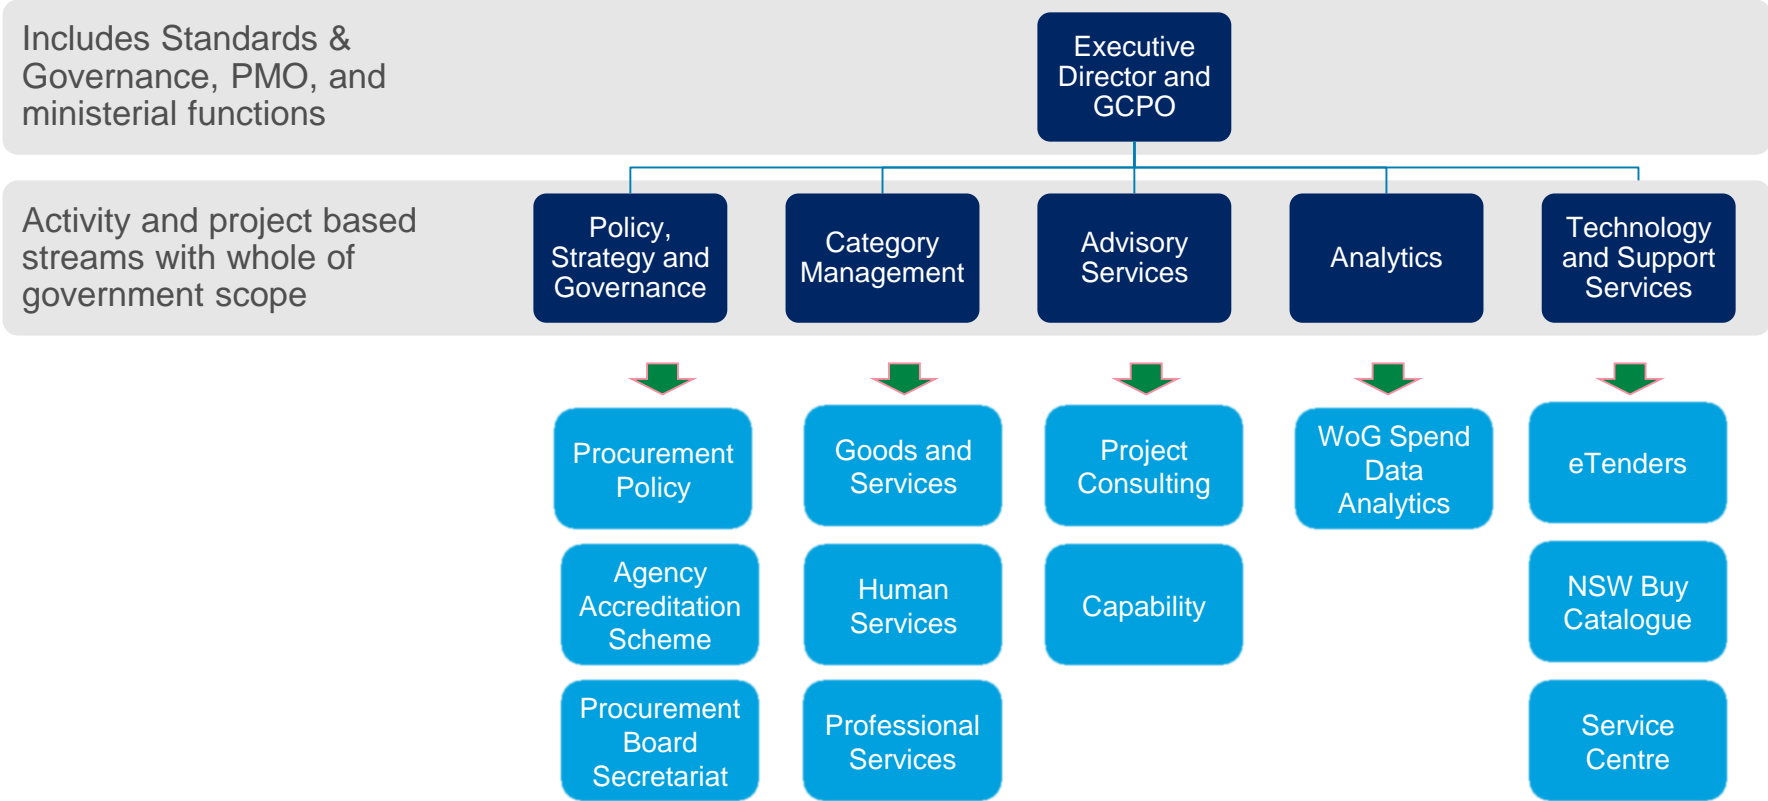 Includes Standards &
Governance, PMO, and
ministerial functions
Executive
Director and
GCPO
Activity and project based
streams with whole of
government scope
Policy,
Strategy and
Governance
Category
Management
Advisory
Services
Analytics
Technology
and Support
Services
Procurement
Policy
Goods and
Services
Project
Consulting
WoG Spend
Data
Analytics
eTenders
Agency
Accreditation
Scheme
Human
Services
Capability
NSW Buy
Catalogue
Procurement
Board
Secretariat
Professional
Services
Service
Centre